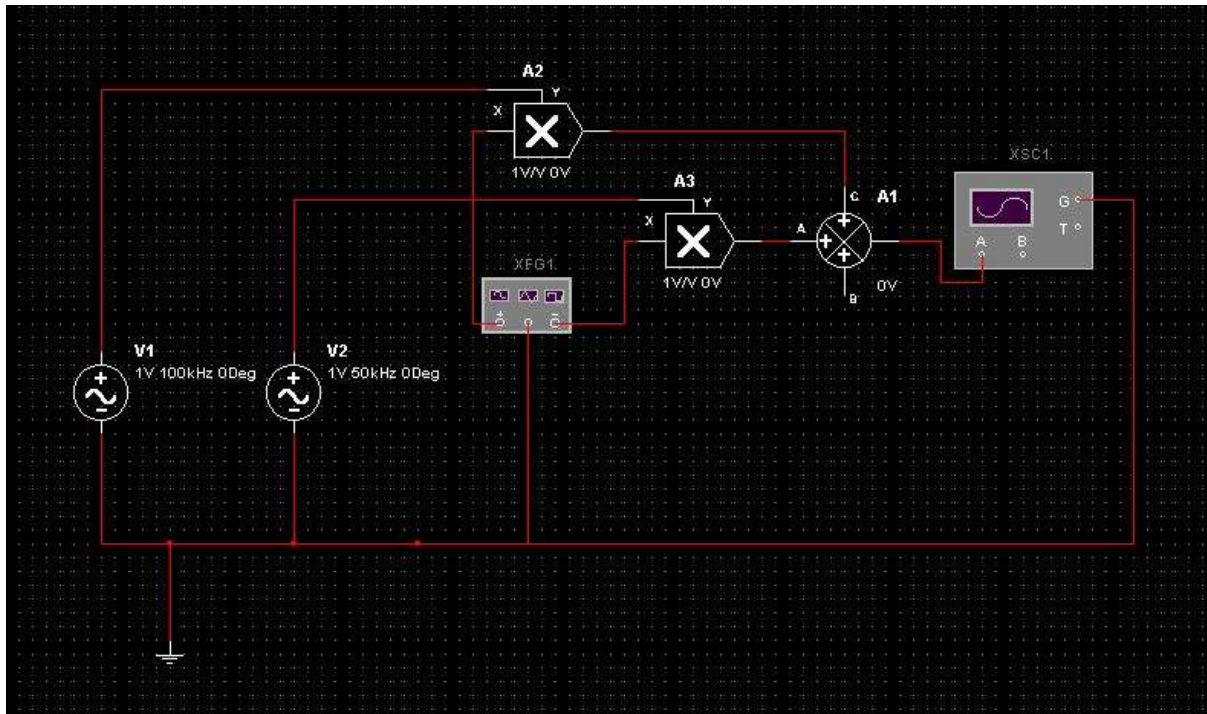 A2
Y
X
1V/V 0V
A3
Y
X
1V/V 0V
XSC1
G
T
A B
C
A1
A
B
0V
XFG1
V1
1V 100kHz 0Deg
V2
1V 50kHz 0Deg